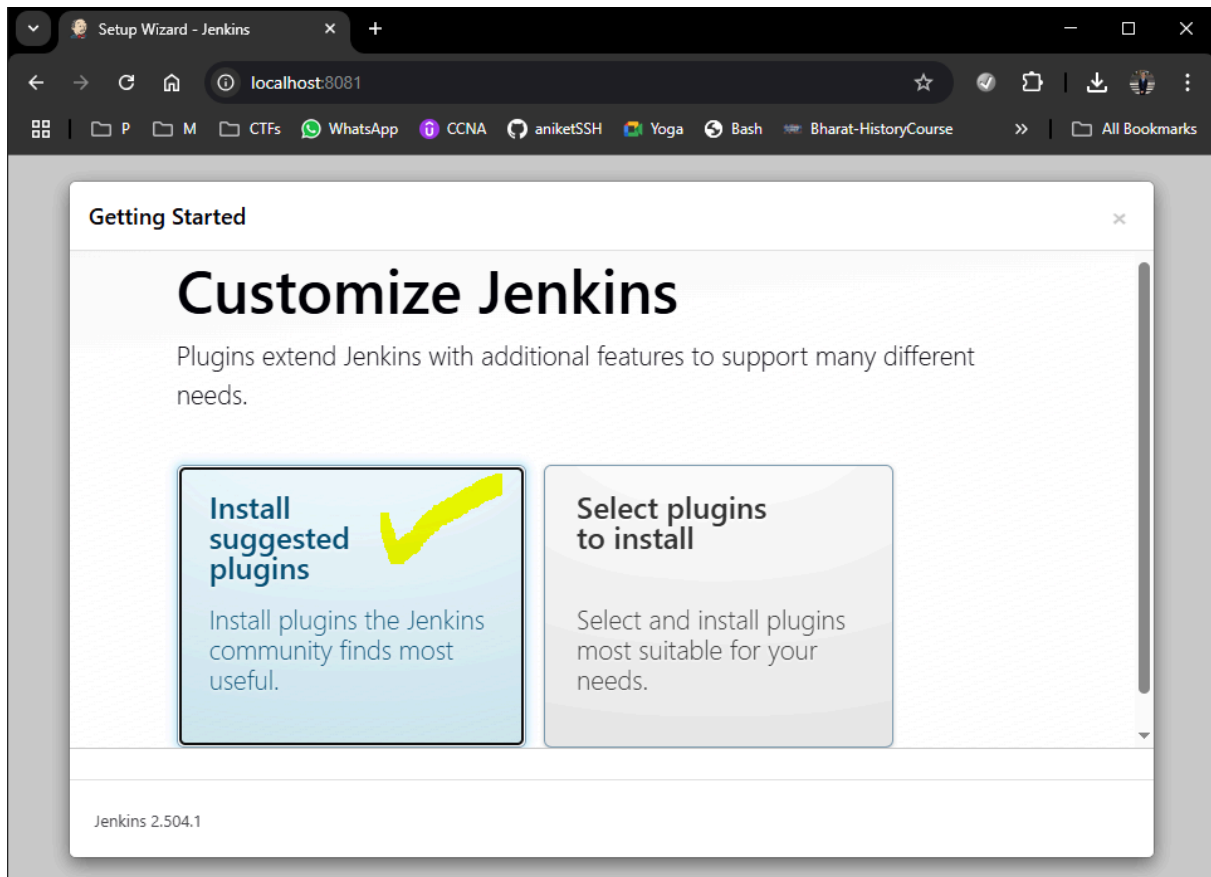 Setup Wizard - Jenkins
localhost:8081
P M CTFs WhatsApp CCNA aniketSSH Yoga Bash Bharat-HistoryCourse » All Bookmarks
Getting Started
Customize Jenkins
Plugins extend Jenkins with additional features to support many different
needs.
Install
suggested
plugins
Install plugins the Jenkins
community finds most
useful.
Select plugins
to install
Select and install plugins
most suitable for your
needs.
Jenkins 2.504.1